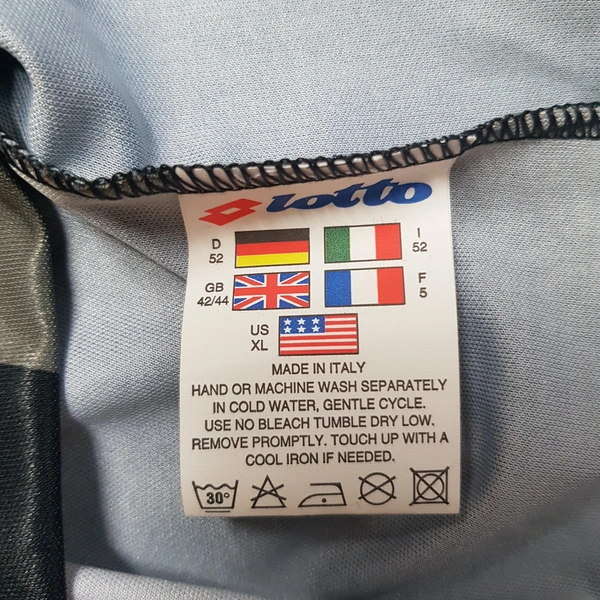 lotto
D
52
I
52
GB
42/44
F
5
US
XL
MADE IN ITALY
HAND OR MACHINE WASH SEPARATELY
IN COLD WATER, GENTLE CYCLE.
USE NO BLEACH TUMBLE DRY LOW.
REMOVE PROMPTLY. TOUCH UP WITH A
COOL IRON IF NEEDED.
30°